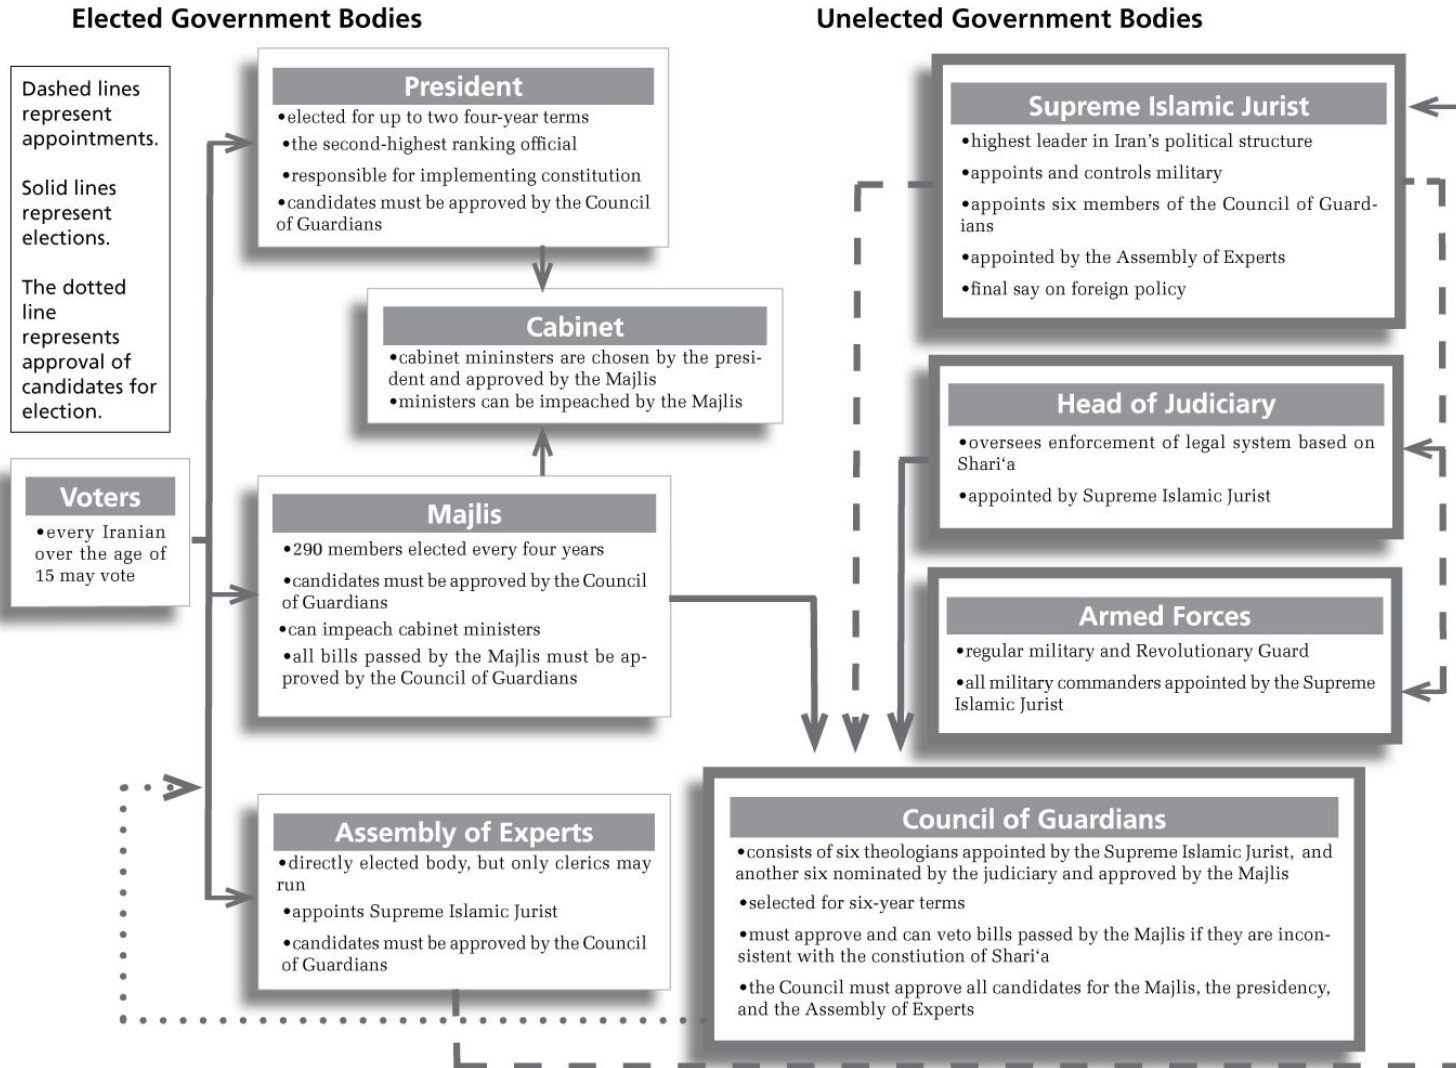 Elected Government Bodies
Unelected Government Bodies
Dashed lines
represent
appointments.
Solid lines
represent
elections.
The dotted
line
represents
approval of
candidates for
election.
Voters
•every Iranian
over the age of
15 may vote
President
•elected for up to two four-year terms
•the second-highest ranking official
•responsible for implementing constitution
•candidates must be approved by the Council
of Guardians
Cabinet
•cabinet mininsters are chosen by the presi-
dent and approved by the Majlis
•ministers can be impeached by the Majlis
Majlis
•290 members elected every four years
•candidates must be approved by the Council
of Guardians
•can impeach cabinet ministers
•all bills passed by the Majlis must be ap-
proved by the Council of Guardians
Assembly of Experts
•directly elected body, but only clerics may
run
•appoints Supreme Islamic Jurist
•candidates must be approved by the Council
of Guardians
Supreme Islamic Jurist
•highest leader in Iran's political structure
•appoints and controls military
•appoints six members of the Council of Guard-
ians
•appointed by the Assembly of Experts
•final say on foreign policy
Head of Judiciary
•oversees enforcement of legal system based on
Shari‘a
•appointed by Supreme Islamic Jurist
Armed Forces
•regular military and Revolutionary Guard
•all military commanders appointed by the Supreme
Islamic Jurist
Council of Guardians
•consists of six theologians appointed by the Supreme Islamic Jurist, and
another six nominated by the judiciary and approved by the Majlis
•selected for six-year terms
•must approve and can veto bills passed by the Majlis if they are incon-
sistent with the constiution of Shari‘a
•the Council must approve all candidates for the Majlis, the presidency,
and the Assembly of Experts